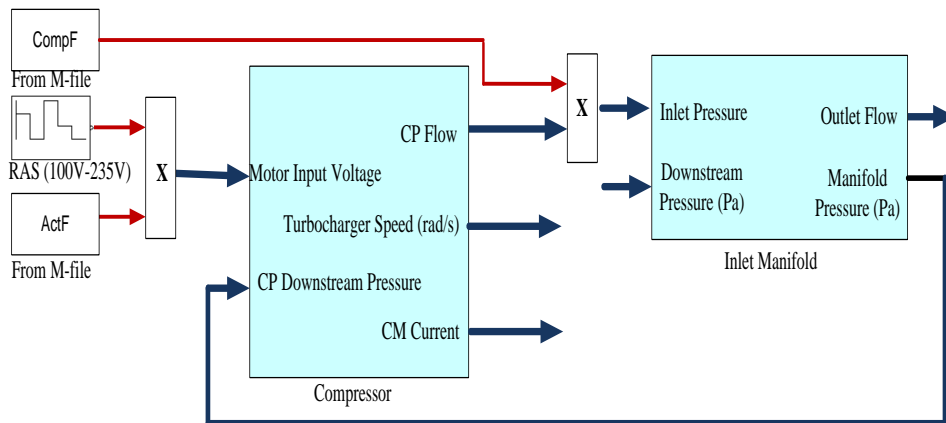 CompF
From M-file
RAS (100V-235V)
X
ActF
From M-file
Motor Input Voltage
CP Flow
Turbocharger Speed (rad/s)
CP Downstream Pressure
CM Current
Compressor
X
Inlet Pressure
Outlet Flow
Downstream
Pressure (Pa)
Manifold
Pressure (Pa)
Inlet Manifold